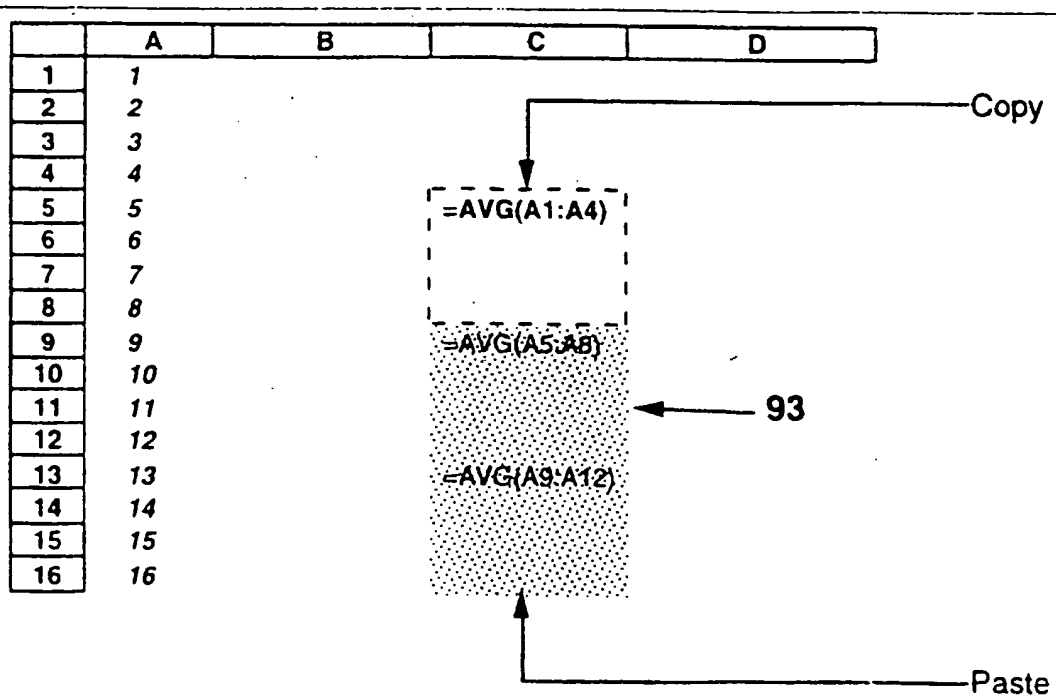 A B C D
1 1
2 2 Copy
3 3
4 4
5 5 =AVG(A1:A4)
6 6
7 7
8 8
9 9 =AVG(A5:A8)
10 10
11 11 93
12 12
13 13 =AVG(A9:A12)
14 14
15 15
16 16
Paste